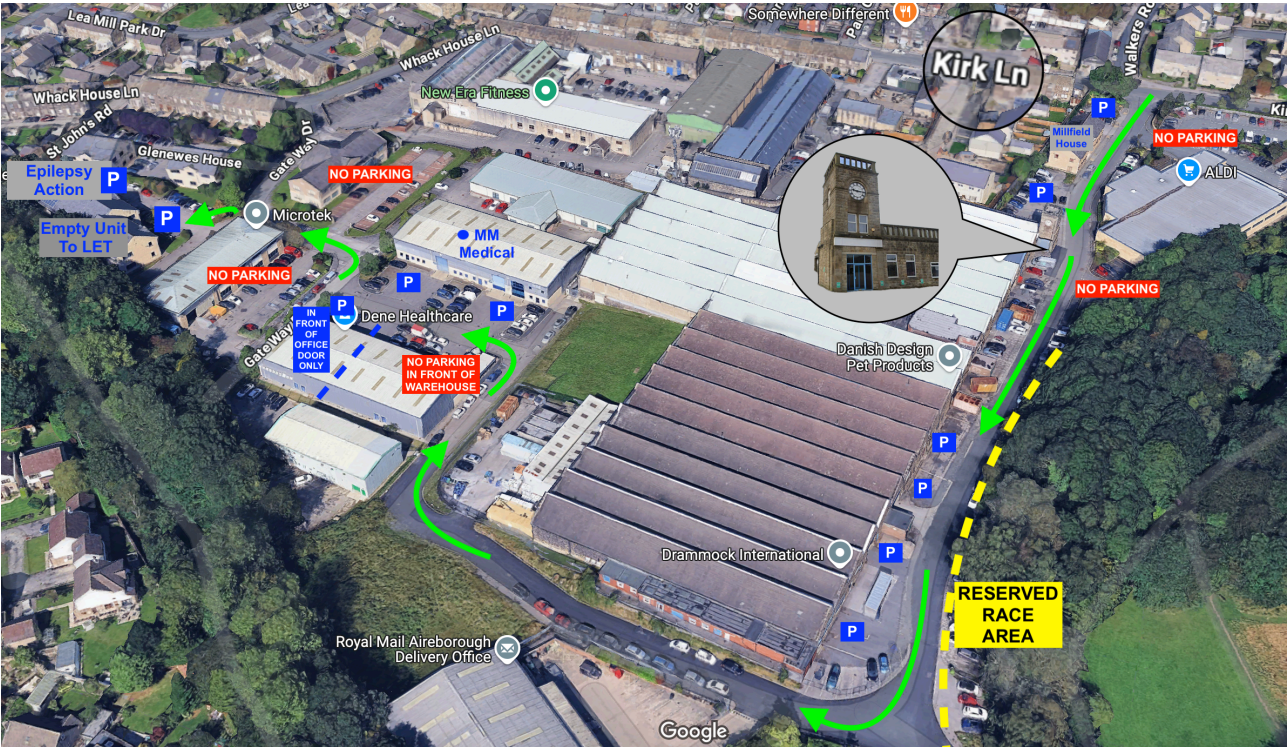 Lea Mill Park Dr
Lea
Somewhere Different
Walkers Rd
Whack House Ln
Kirk Ln
Whack House Ln
New Era Fitness
P
Millfield
House
NO PARKING
St John's Rd
Glenewes House
Gate Way Dr
NO PARKING
ALDI
Epilepsy
Action
P
P
P
Microtek
Empty Unit
To LET
MM
Medical
NO PARKING
P
NO PARKING
P
P
Dene Healthcare
IN
FRONT
OF
OFFICE
DOOR
ONLY
Gate Way
NO PARKING
IN FRONT OF
WAREHOUSE
Danish Design
Pet Products
P
P
Drammock International
P
RESERVED
RACE
AREA
P
Royal Mail Aireborough
Delivery Office
Google